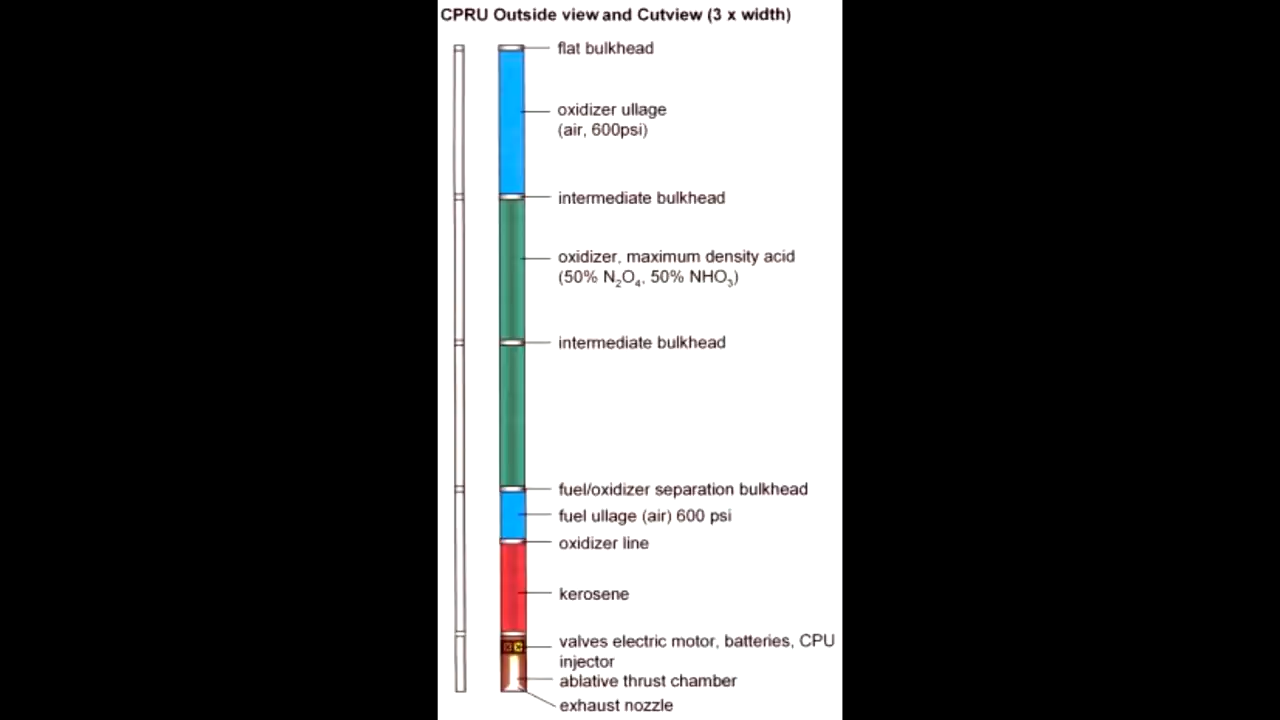 CPRU Outside view and Cutview (3 x width)
flat bulkhead
oxidizer ullage
(air, 600psi)
intermediate bulkhead
oxidizer, maximum density acid
(50% N₂O₄, 50% NHO₃)
intermediate bulkhead
fuel/oxidizer separation bulkhead
fuel ullage (air) 600 psi
oxidizer line
kerosene
valves electric motor, batteries, CPU
injector
ablative thrust chamber
exhaust nozzle